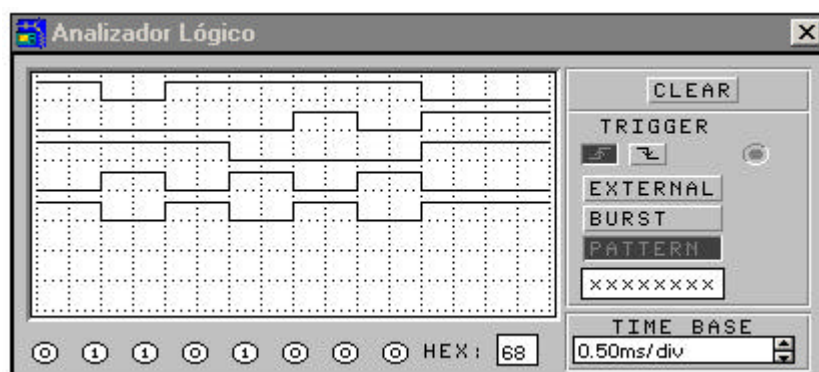 Analizador Lógico
CLEAR
TRIGGER
EXTERNAL
BURST
PATTERN
xxxxxxxx
0 1 1 0 1 0 0 0 HEX: 68
TIME BASE
0.50ms/div